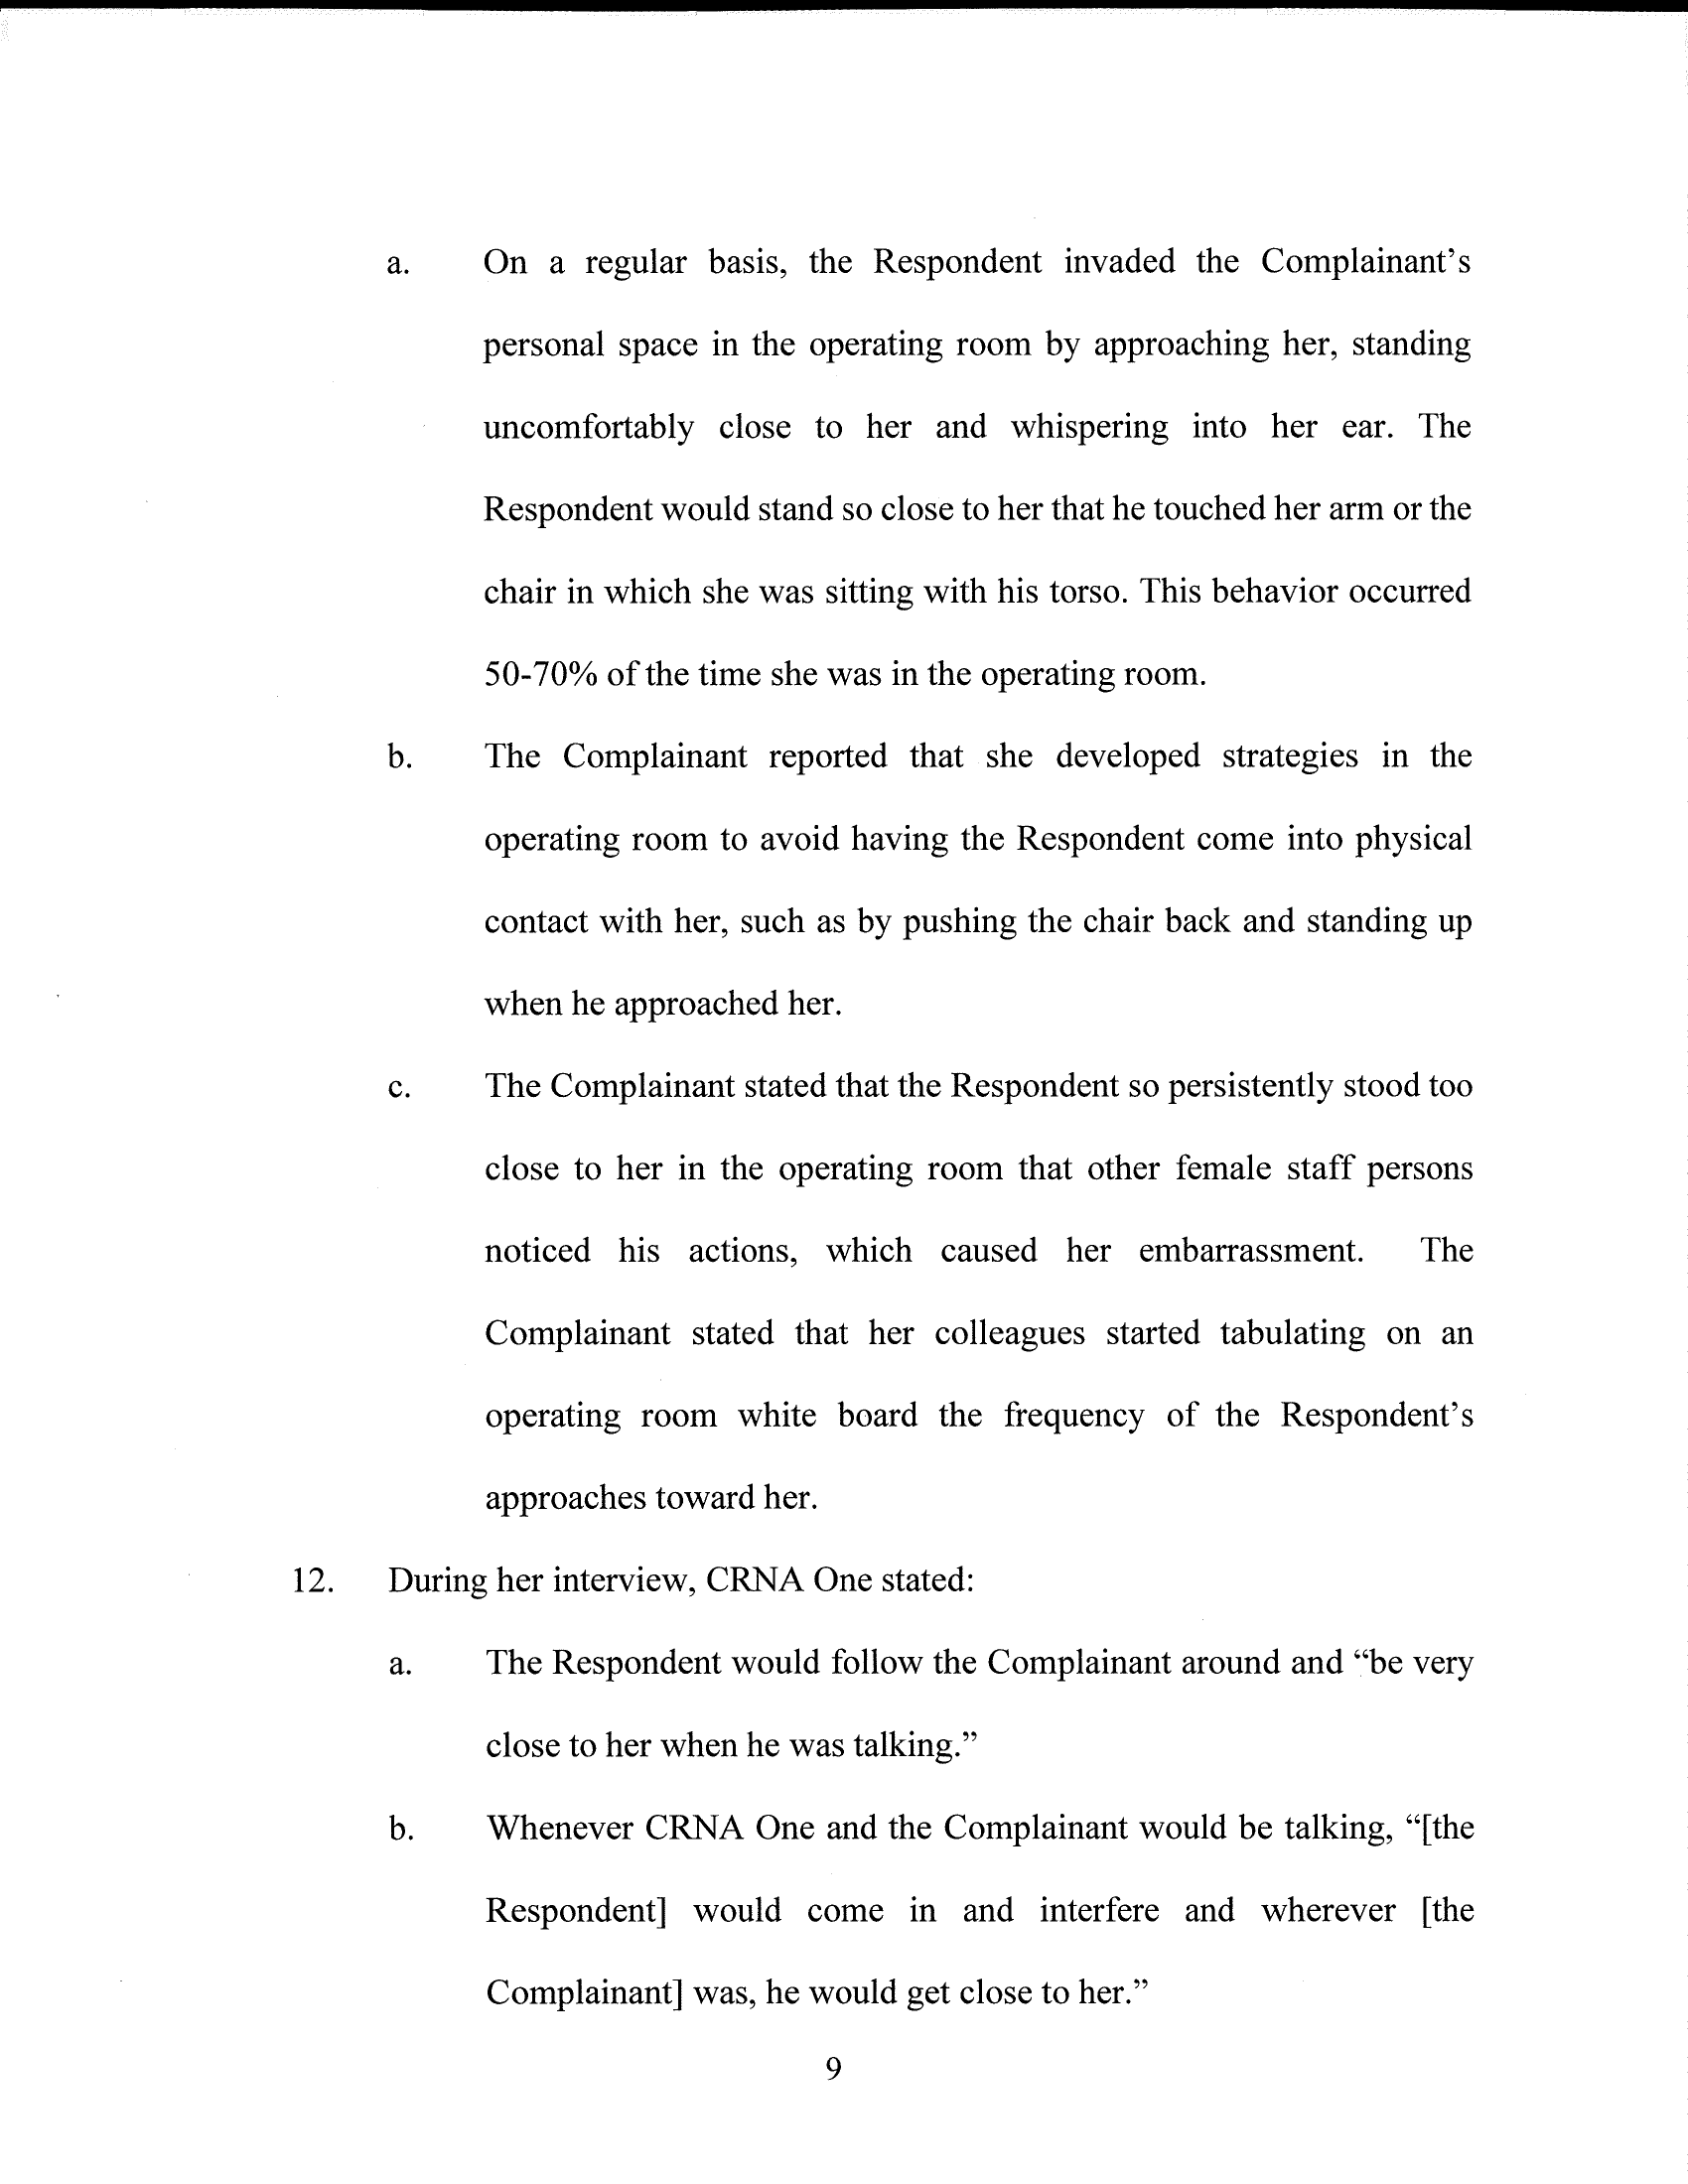 a. On a regular basis, the Respondent invaded the Complainant’s
personal space in the operating room by approaching her, standing
uncomfortably close to her and whispering into her ear. The
Respondent would stand so close to her that he touched her arm or the
chair in which she was sitting with his torso. This behavior occurred
50-70% of the time she was in the operating room.
b. The Complainant reported that she developed strategies in the
operating room to avoid having the Respondent come into physical
contact with her, such as by pushing the chair back and standing up
when he approached her.
c. The Complainant stated that the Respondent so persistently stood too
close to her in the operating room that other female staff persons
noticed his actions, which caused her embarrassment. The
Complainant stated that her colleagues started tabulating on an
operating room white board the frequency of the Respondent’s
approaches toward her.
12. During her interview, CRNA One stated:
a. The Respondent would follow the Complainant around and “be very
close to her when he was talking.”
b. Whenever CRNA One and the Complainant would be talking, “[the
Respondent] would come in and interfere and wherever [the
Complainant] was, he would get close to her.”
9